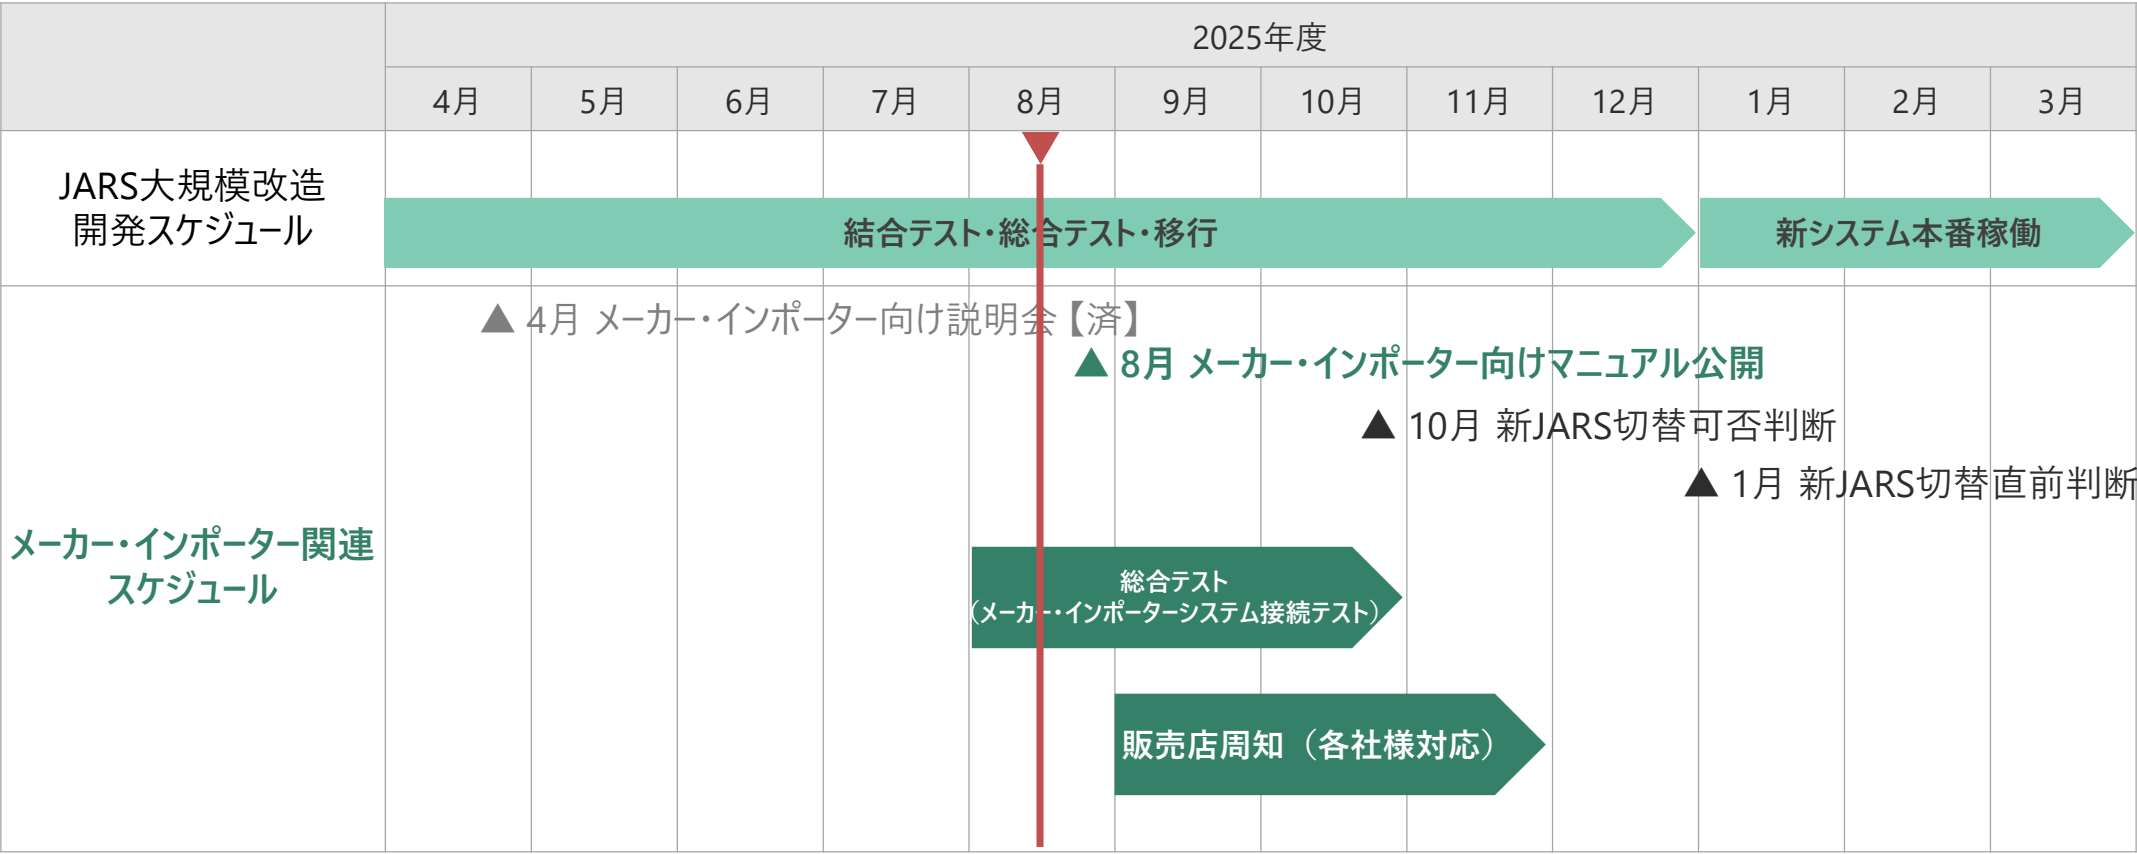 2025年度
4月 5月 6月 7月 8月 9月 10月 11月 12月 1月 2月 3月
JARS大規模改造
開発スケジュール
結合テスト・総合テスト・移行
新システム本番稼働
メーカー・インポーター関連
スケジュール
▲ 4月 メーカー・インポーター向け説明会【済】
▲ 8月 メーカー・インポーター向けマニュアル公開
▲ 10月 新JARS切替可否判断
▲ 1月 新JARS切替直前判断
総合テスト
（メーカー・インポーターシステム接続テスト）
販売店周知（各社様対応）